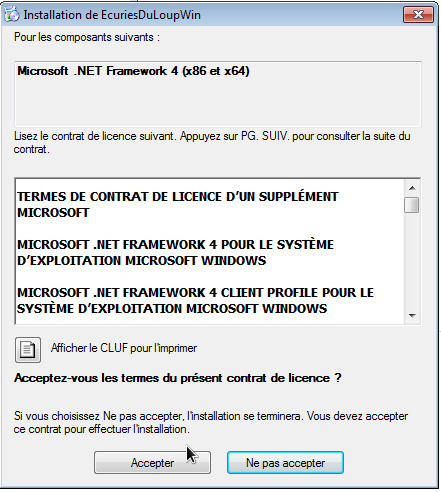 Installation de EcuriesDuLoupWin
Pour les composants suivants :
Microsoft .NET Framework 4 (x86 et x64)
Lisez le contrat de licence suivant. Appuyez sur PG. SUIV. pour consulter la suite du
contrat.
TERMES DE CONTRAT DE LICENCE D'UN SUPPLÉMENT
MICROSOFT
MICROSOFT .NET FRAMEWORK 4 POUR LE SYSTÈME
D'EXPLOITATION MICROSOFT WINDOWS
MICROSOFT .NET FRAMEWORK 4 CLIENT PROFILE POUR LE
SYSTÈME D'EXPLOITATION MICROSOFT WINDOWS
Afficher le CLUF pour l'imprimer
Acceptez-vous les termes du présent contrat de licence ?
Si vous choisissez Ne pas accepter, l'installation se terminera. Vous devez accepter
ce contrat pour effectuer l'installation.
Accepter
Ne pas accepter